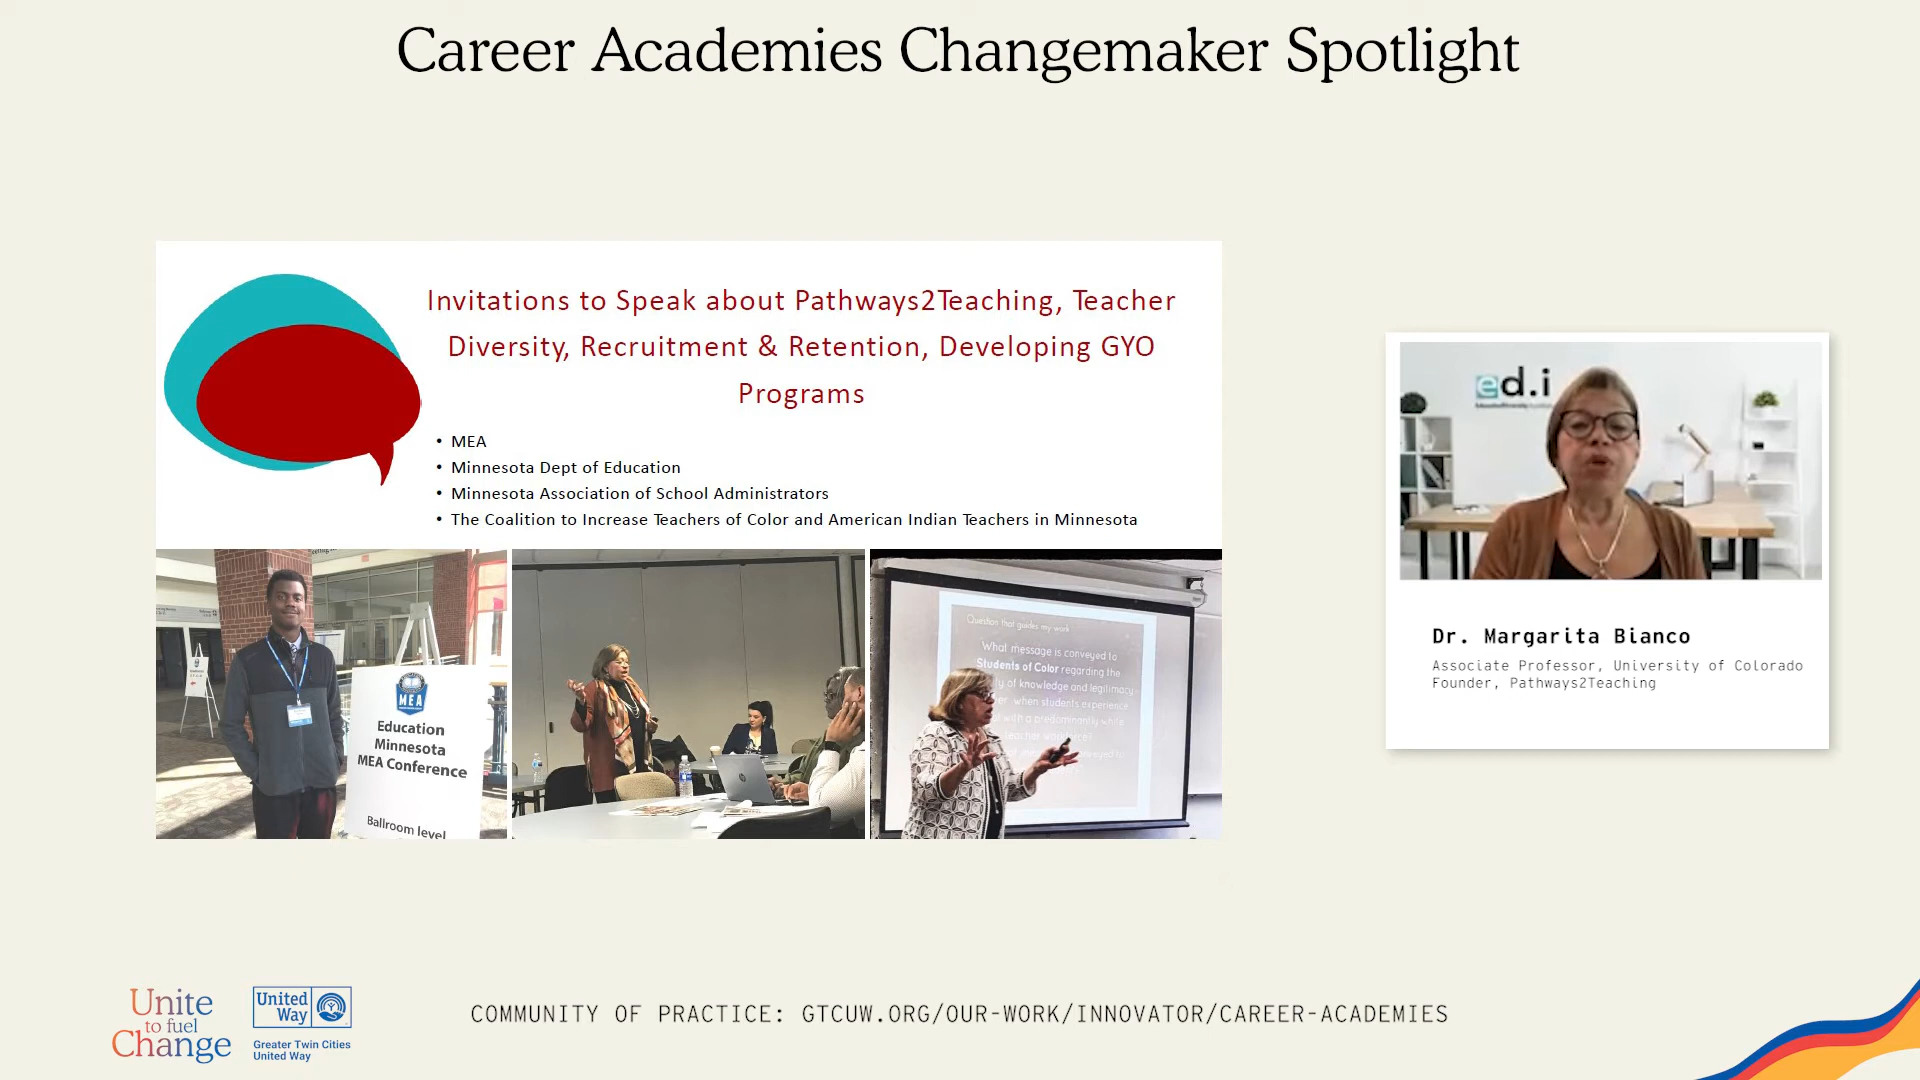 Career Academies Changemaker Spotlight
Invitations to Speak about Pathways2Teaching, Teacher
Diversity, Recruitment & Retention, Developing GYO
Programs
• MEA
• Minnesota Dept of Education
• Minnesota Association of School Administrators
• The Coalition to Increase Teachers of Color and American Indian Teachers in Minnesota
MEA
Education
Minnesota
MEA Conference
Ballroom level
Question that guides my work
What message is conveyed to
Students of Color regarding the
of knowledge and legitimacy
when students experience
with a predominantly white
teacher workforce?
ed.i
Dr. Margarita Bianco
Associate Professor, University of Colorado
Founder, Pathways2Teaching
Unite
to fuel
Change
United
Way
Greater Twin Cities
United Way
COMMUNITY OF PRACTICE: GTCUW.ORG/OUR-WORK/INNOVATOR/CAREER-ACADEMIES